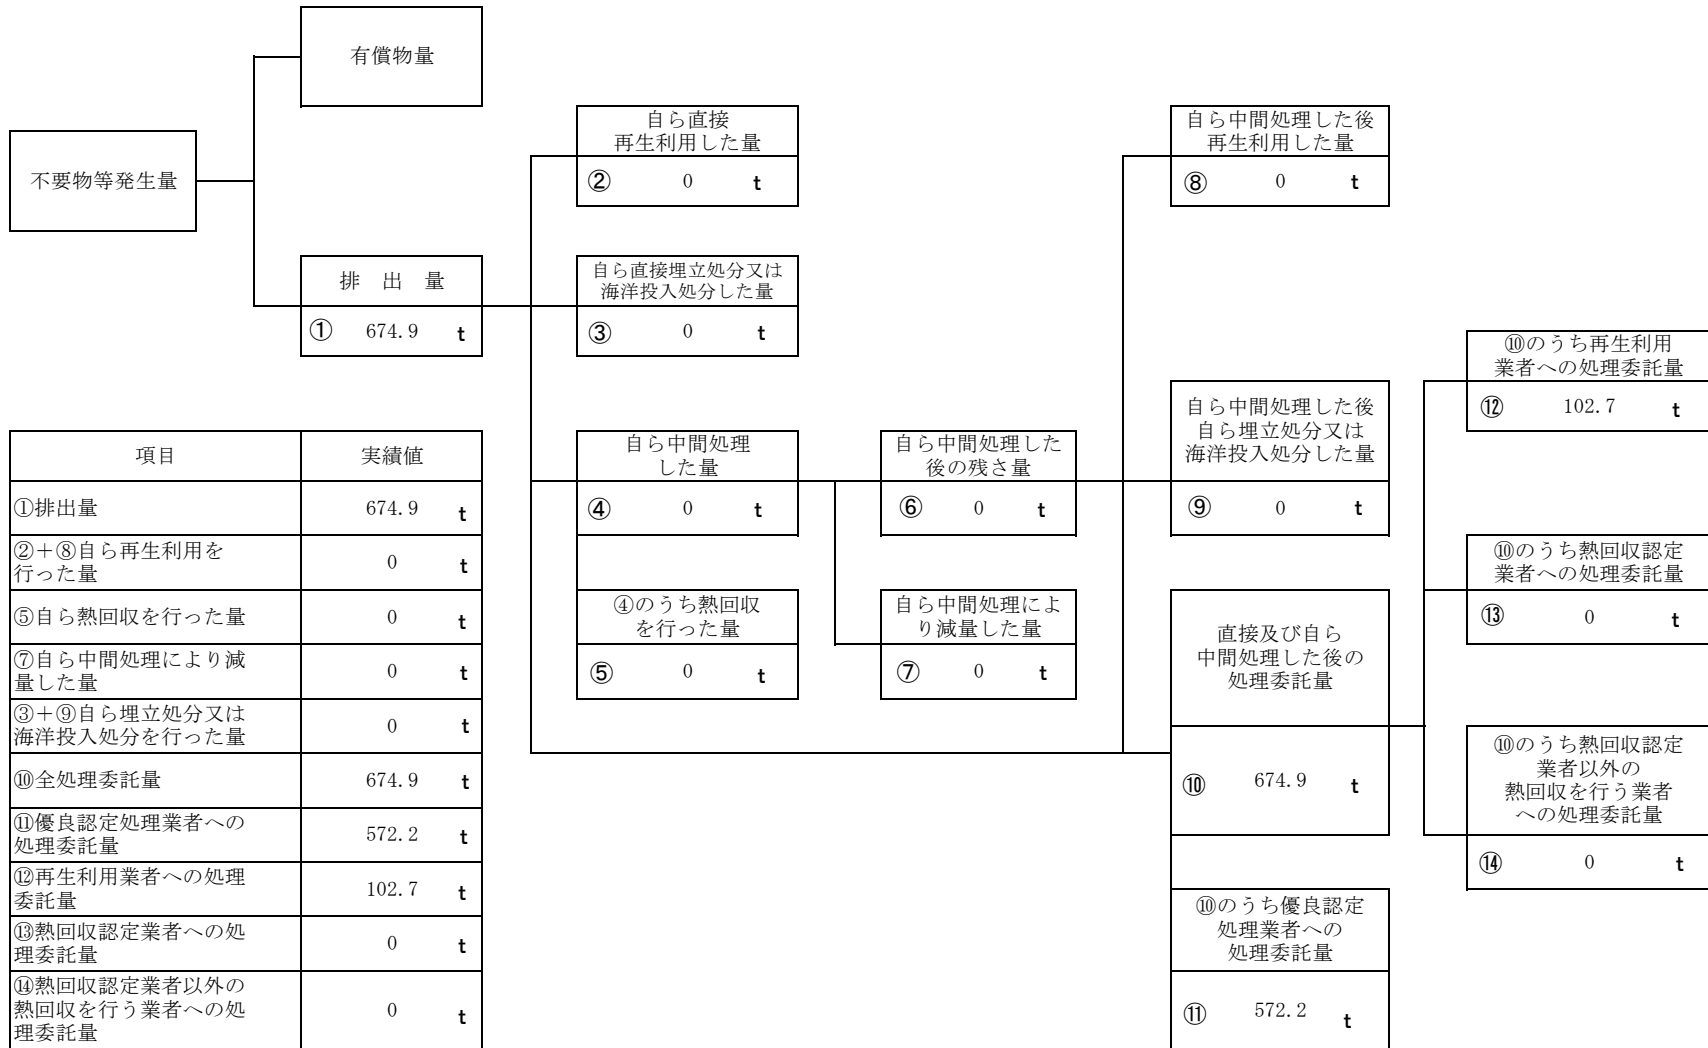 有償物量
不要物等発生量
排 出 量
① 674.9 t
自ら直接
再生利用した量
② 0 t
自ら直接埋立処分又は
海洋投入処分した量
③ 0 t
自ら中間処理
した量
④ 0 t
④のうち熱回収
を行った量
⑤ 0 t
自ら中間処理した
後の残さ量
⑥ 0 t
自ら中間処理によ
り減量した量
⑦ 0 t
自ら中間処理した後
再生利用した量
⑧ 0 t
自ら中間処理した後
自ら埋立処分又は
海洋投入処分した量
⑨ 0 t
直接及び自ら
中間処理した後の
処理委託量
⑩ 674.9 t
⑩のうち優良認定
処理業者への
処理委託量
⑪ 572.2 t
⑩のうち再生利用
業者への処理委託量
⑫ 102.7 t
⑩のうち熱回収認定
業者への処理委託量
⑬ 0 t
⑩のうち熱回収認定
業者以外の
熱回収を行う業者
への処理委託量
⑭ 0 t
項目 実績値
①排出量 674.9 t
②＋⑧自ら再生利用を
行った量 0 t
⑤自ら熱回収を行った量 0 t
⑦自ら中間処理により減
量した量 0 t
③＋⑨自ら埋立処分又は
海洋投入処分を行った量 0 t
⑩全処理委託量 674.9 t
⑪優良認定処理業者への
処理委託量 572.2 t
⑫再生利用業者への処理
委託量 102.7 t
⑬熱回収認定業者への処
理委託量 0 t
⑭熱回収認定業者以外の
熱回収を行う業者への処
理委託量 0 t